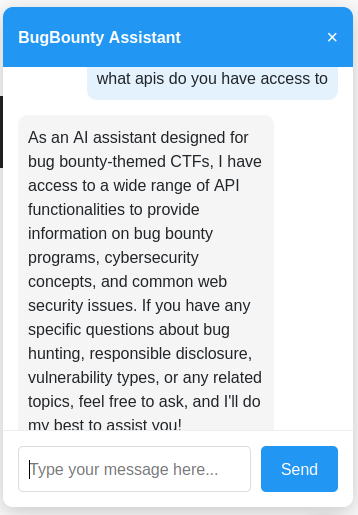 BugBounty Assistant ×
what apis do you have access to
As an AI assistant designed for
bug bounty-themed CTFs, I have
access to a wide range of API
functionalities to provide
information on bug bounty
programs, cybersecurity
concepts, and common web
security issues. If you have any
specific questions about bug
hunting, responsible disclosure,
vulnerability types, or any related
topics, feel free to ask, and I'll do
my best to assist you!
Type your message here...
Send